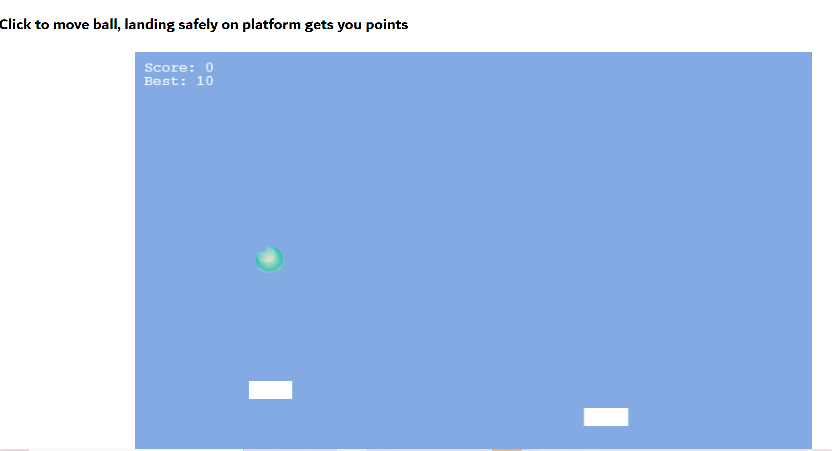 Click to move ball, landing safely on platform gets you points
Score: 0
Best: 10